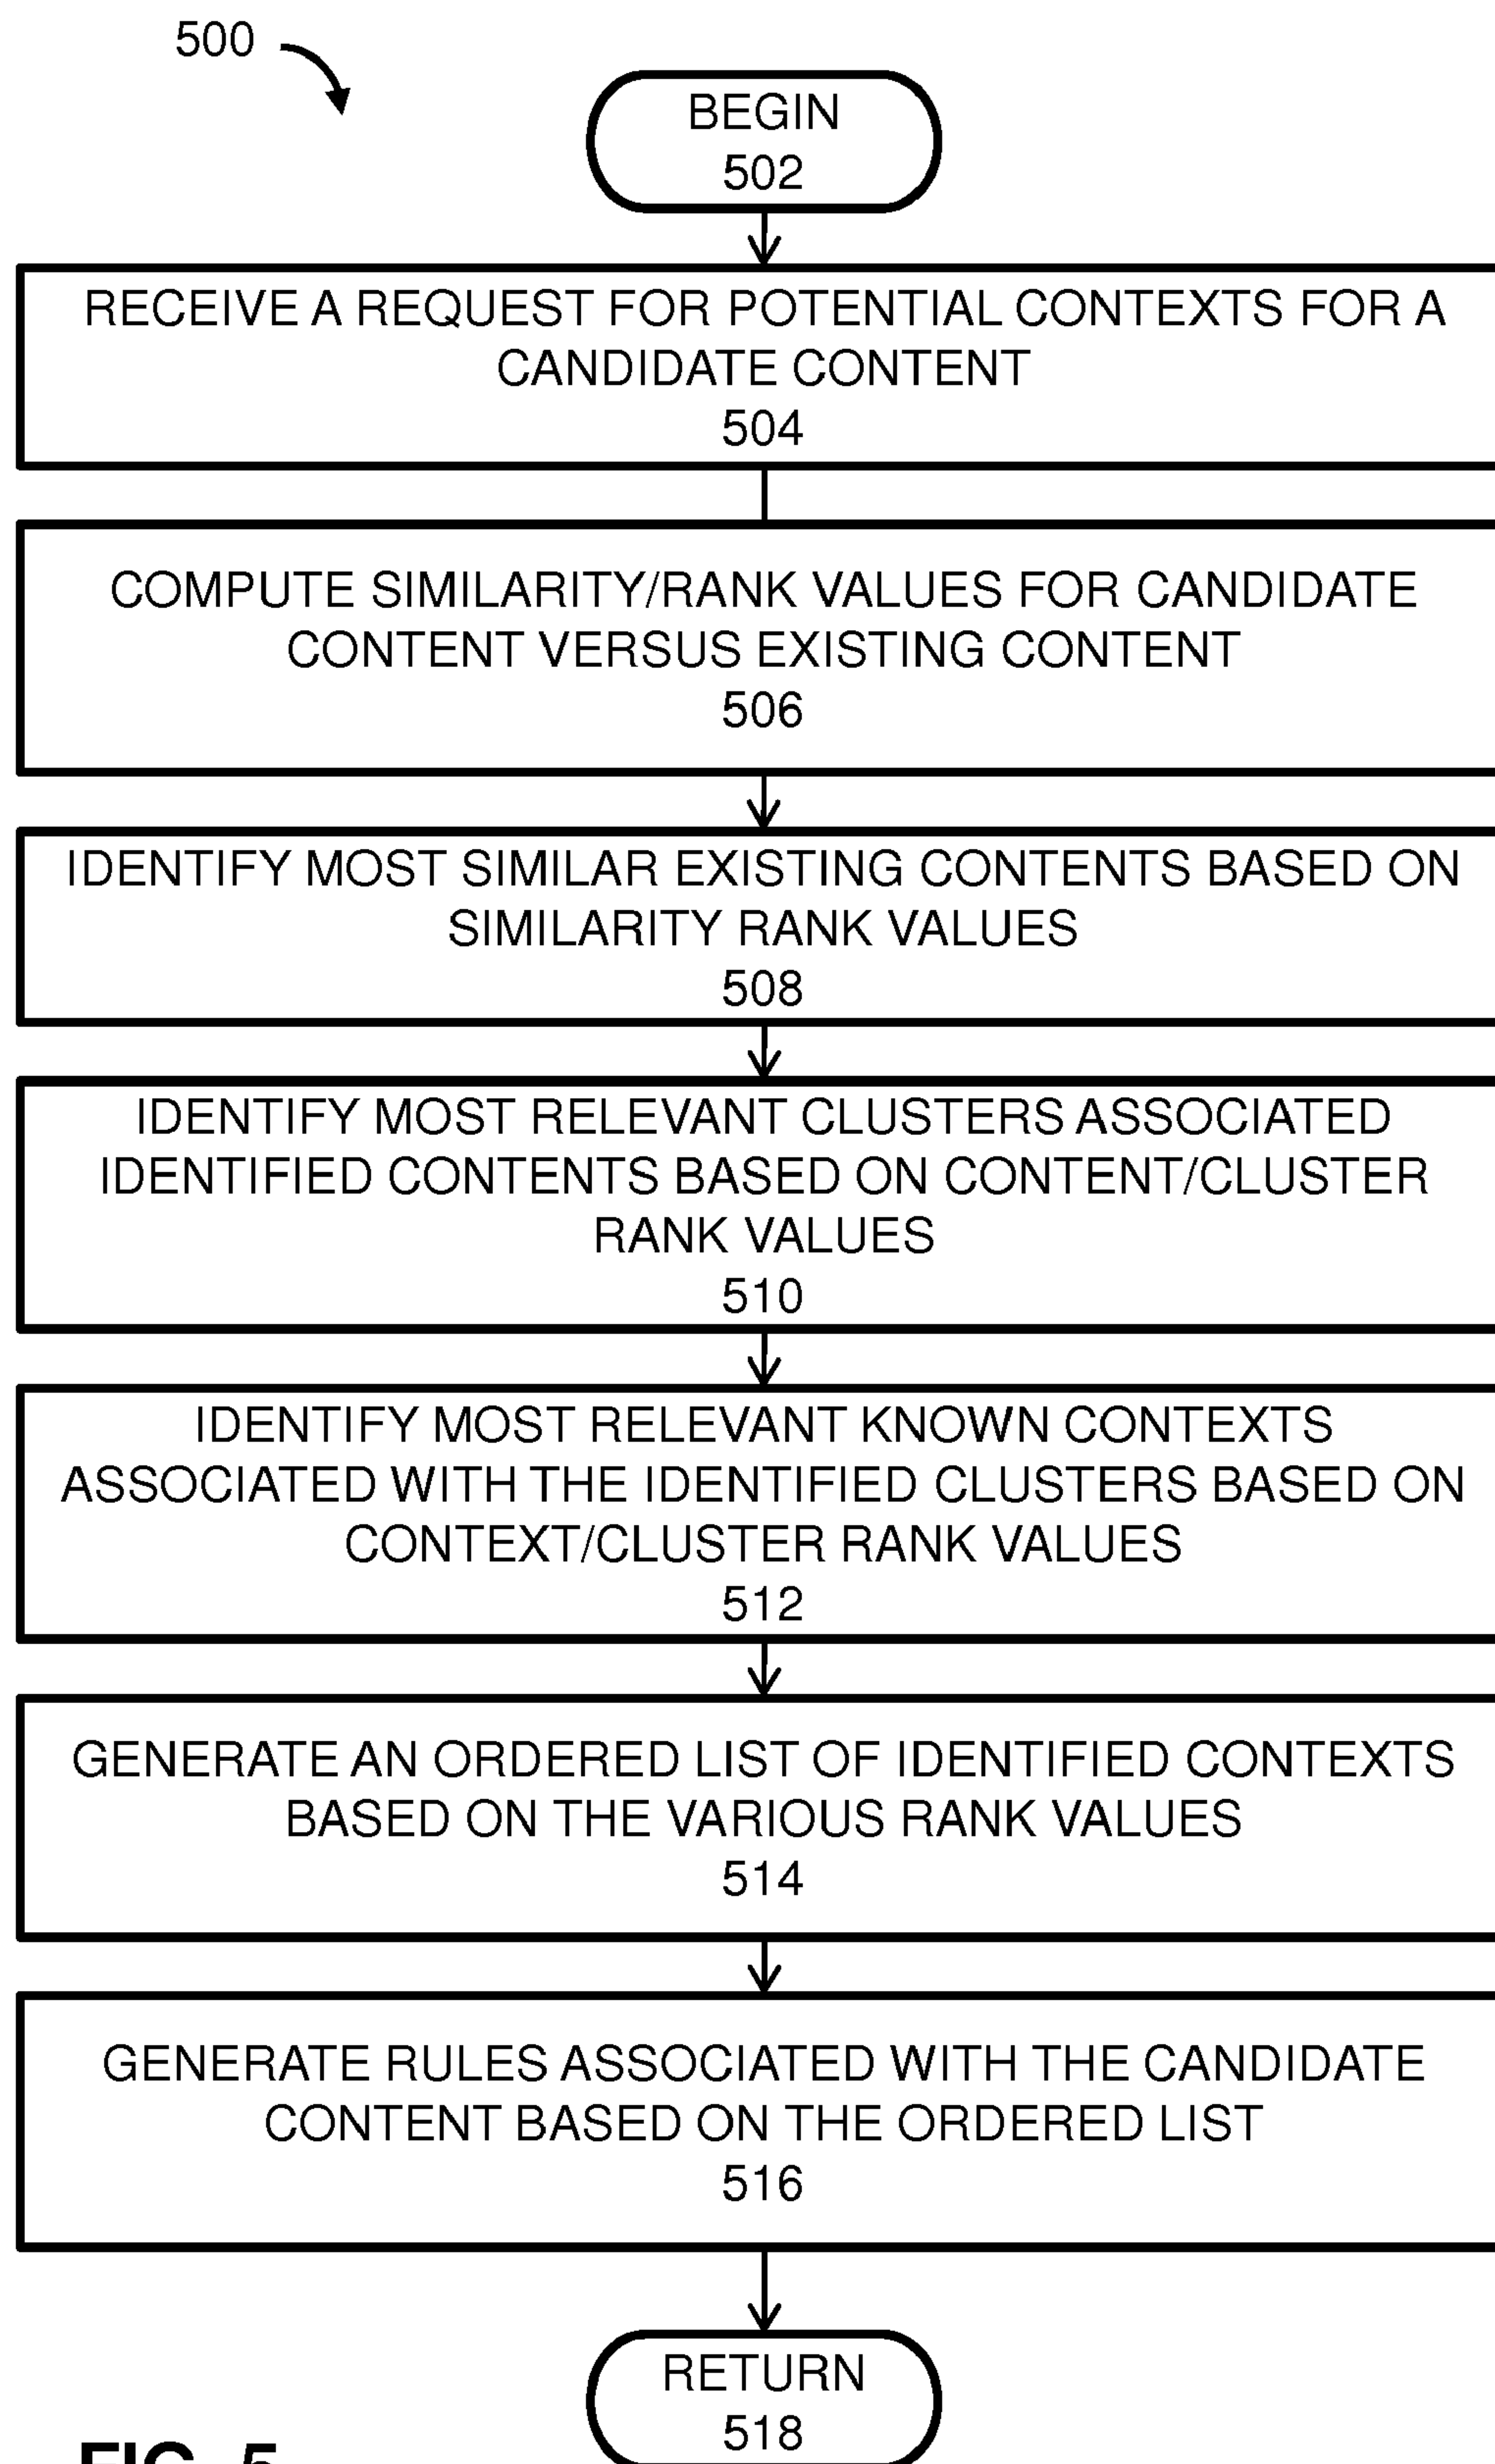 500
BEGIN
502
RECEIVE A REQUEST FOR POTENTIAL CONTEXTS FOR A
CANDIDATE CONTENT
504
COMPUTE SIMILARITY/RANK VALUES FOR CANDIDATE
CONTENT VERSUS EXISTING CONTENT
506
IDENTIFY MOST SIMILAR EXISTING CONTENTS BASED ON
SIMILARITY RANK VALUES
508
IDENTIFY MOST RELEVANT CLUSTERS ASSOCIATED
IDENTIFIED CONTENTS BASED ON CONTENT/CLUSTER
RANK VALUES
510
IDENTIFY MOST RELEVANT KNOWN CONTEXTS
ASSOCIATED WITH THE IDENTIFIED CLUSTERS BASED ON
CONTEXT/CLUSTER RANK VALUES
512
GENERATE AN ORDERED LIST OF IDENTIFIED CONTEXTS
BASED ON THE VARIOUS RANK VALUES
514
GENERATE RULES ASSOCIATED WITH THE CANDIDATE
CONTENT BASED ON THE ORDERED LIST
516
RETURN
518
FIG. 5